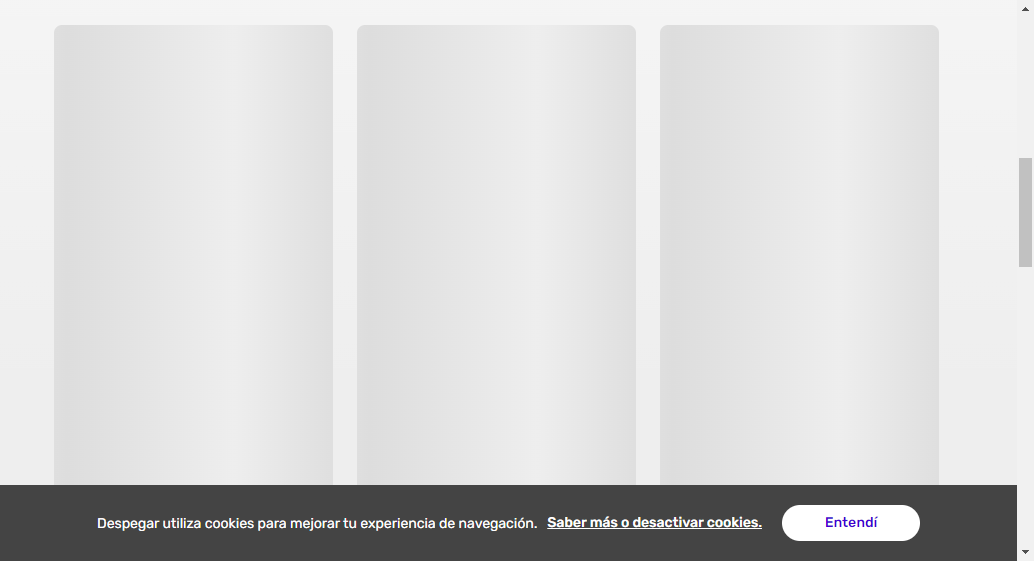 Despegar utiliza cookies para mejorar tu experiencia de navegación. Saber más o desactivar cookies. Entendí